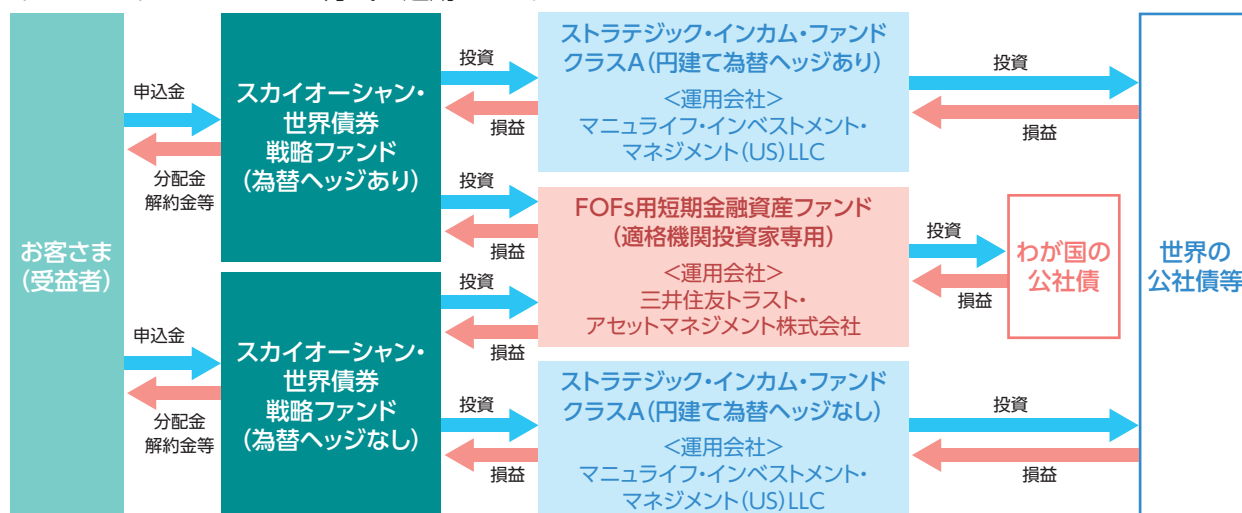 お客さま
(受益者)
申込金
分配金
解約金等
スカイオーシャン・
世界債券
戦略ファンド
(為替ヘッジあり)
投資
損益
投資
損益
ストラテジック・インカム・ファンド
クラスA(円建て為替ヘッジあり)
<運用会社>
マニュライフ・インベストメント・
マネジメント(US)LLC
投資
損益
FOFs用短期金融資産ファンド
(適格機関投資家専用)
<運用会社>
三井住友トラスト・
アセットマネジメント株式会社
投資
損益
わが国の
公社債
世界の
公社債等
申込金
分配金
解約金等
スカイオーシャン・
世界債券
戦略ファンド
(為替ヘッジなし)
投資
損益
投資
損益
ストラテジック・インカム・ファンド
クラスA(円建て為替ヘッジなし)
<運用会社>
マニュライフ・インベストメント・
マネジメント(US)LLC
投資
損益